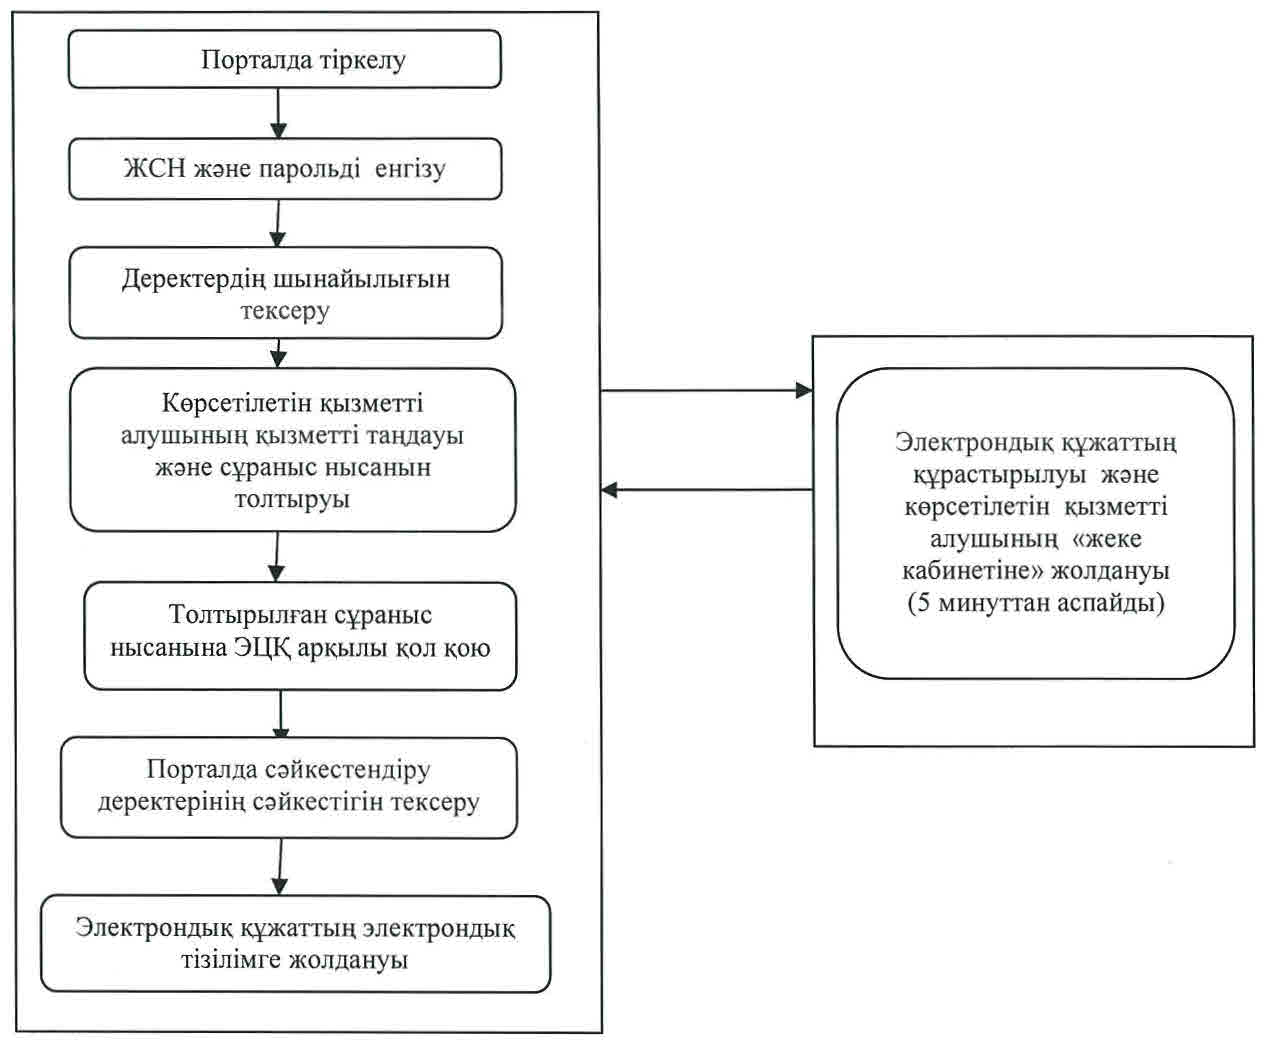 Порталда тіркелу
ЖСН және парольді енгізу
Деректердің шынайылығын
тексеру
Көрсетілетін қызметті
алушының қызметті таңдауы
және сұраныс нысанын
толтыруы
Толтырылған сұраныс
нысанына ЭЦҚ арқылы қол қою
Порталда сәйкестендіру
деректерінің сәйкестігін тексеру
Электрондық құжаттың электрондық
тізілімге жолдануы
Электрондық құжаттың
құрастырылуы және
көрсетілетін қызметті
алушының «жеке
кабинетіне» жолдануы
(5 минуттан аспайды)